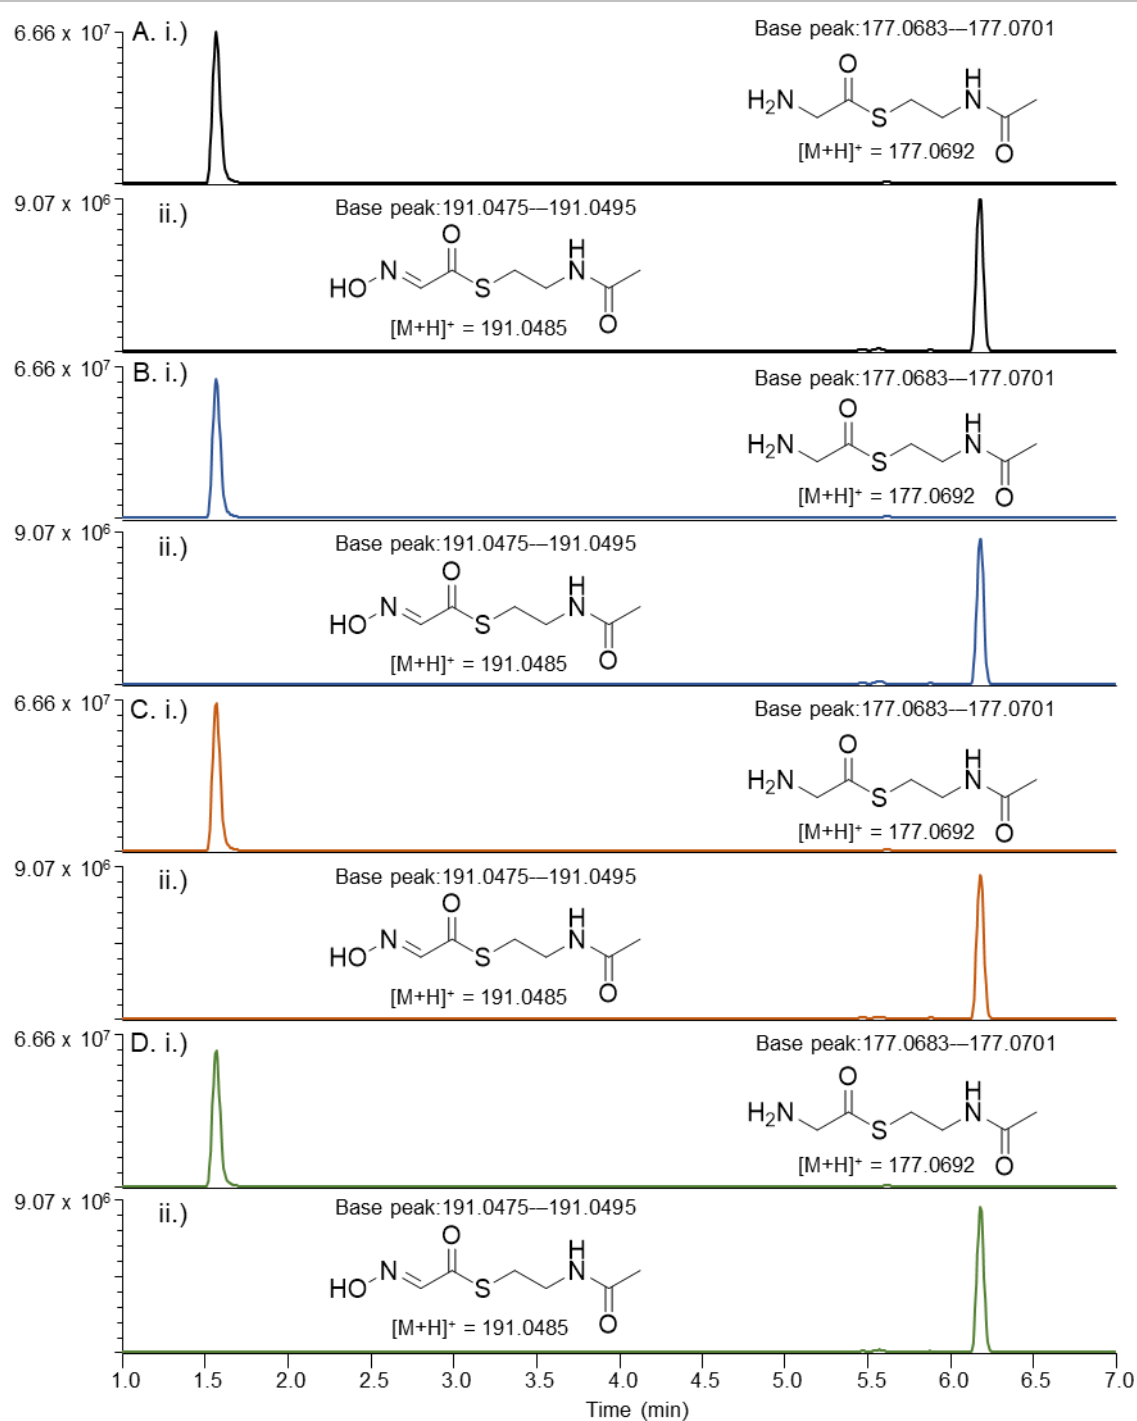 6.66 x 10⁷
A. i.)
Base peak:177.0683-–177.0701
O
H
H₂N
N
S
O
[M+H]⁺ = 177.0692
9.07 x 10⁶
ii.)
Base peak:191.0475-–191.0495
O
H
N
N
HO
S
O
[M+H]⁺ = 191.0485
6.66 x 10⁷
B. i.)
Base peak:177.0683-–177.0701
O
H
H₂N
N
S
O
[M+H]⁺ = 177.0692
9.07 x 10⁶
ii.)
Base peak:191.0475-–191.0495
O
H
N
N
HO
S
O
[M+H]⁺ = 191.0485
6.66 x 10⁷
C. i.)
Base peak:177.0683-–177.0701
O
H
H₂N
N
S
O
[M+H]⁺ = 177.0692
9.07 x 10⁶
ii.)
Base peak:191.0475-–191.0495
O
H
N
N
HO
S
O
[M+H]⁺ = 191.0485
6.66 x 10⁷
D. i.)
Base peak:177.0683-–177.0701
O
H
H₂N
N
S
O
[M+H]⁺ = 177.0692
9.07 x 10⁶
ii.)
Base peak:191.0475-–191.0495
O
H
N
N
HO
S
O
[M+H]⁺ = 191.0485
1.0 1.5 2.0 2.5 3.0 3.5 4.0 4.5 5.0 5.5 6.0 6.5 7.0
Time (min)